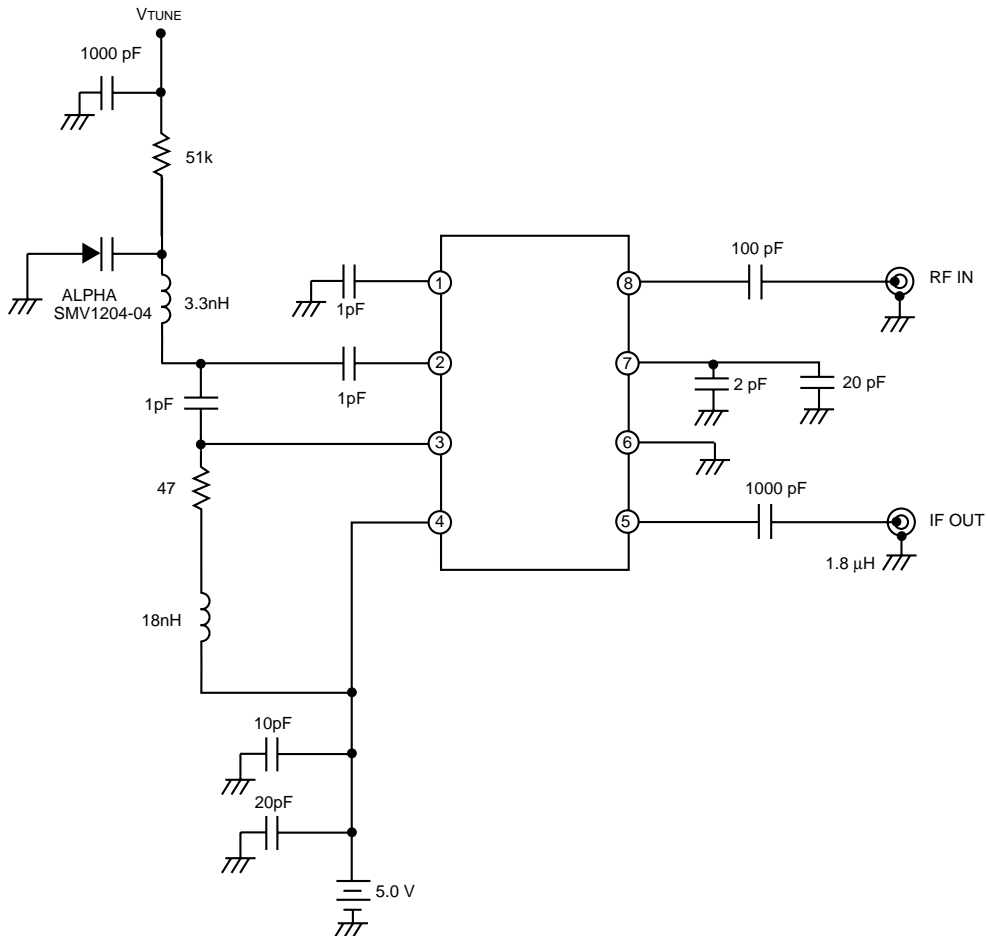 VTUNE
1000 pF
51k
ALPHA
SMV1204-04
3.3nH
1pF
1
8
100 pF
RF IN
1pF
1pF
2
7
2 pF
20 pF
3
6
47
4
5
1000 pF
IF OUT
1.8 μH
18nH
10pF
20pF
5.0 V